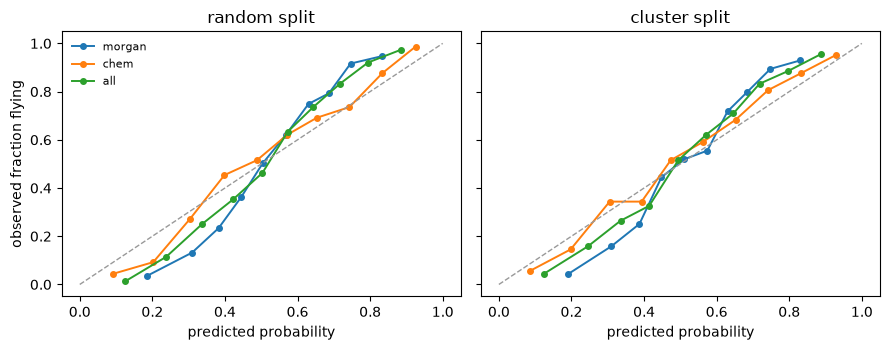 random split
cluster split
morgan
chem
all
observed fraction flying
1.0
0.8
0.6
0.4
0.2
0.0
0.0 0.2 0.4 0.6 0.8 1.0
0.0 0.2 0.4 0.6 0.8 1.0
predicted probability
predicted probability